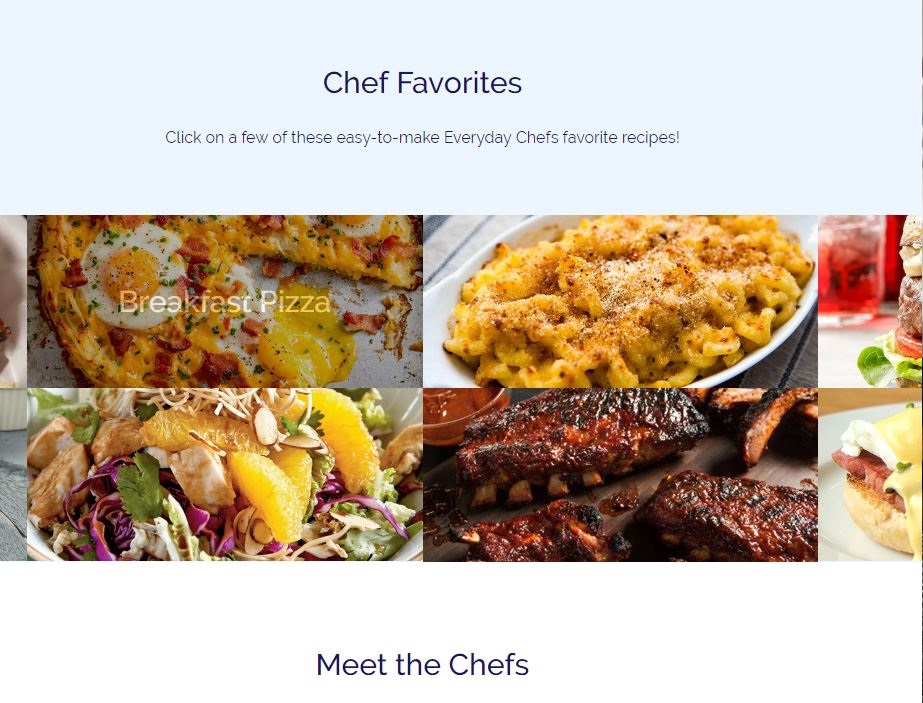 Chef Favorites
Click on a few of these easy-to-make Everyday Chefs favorite recipes!
Breakfast Pizza
Meet the Chefs